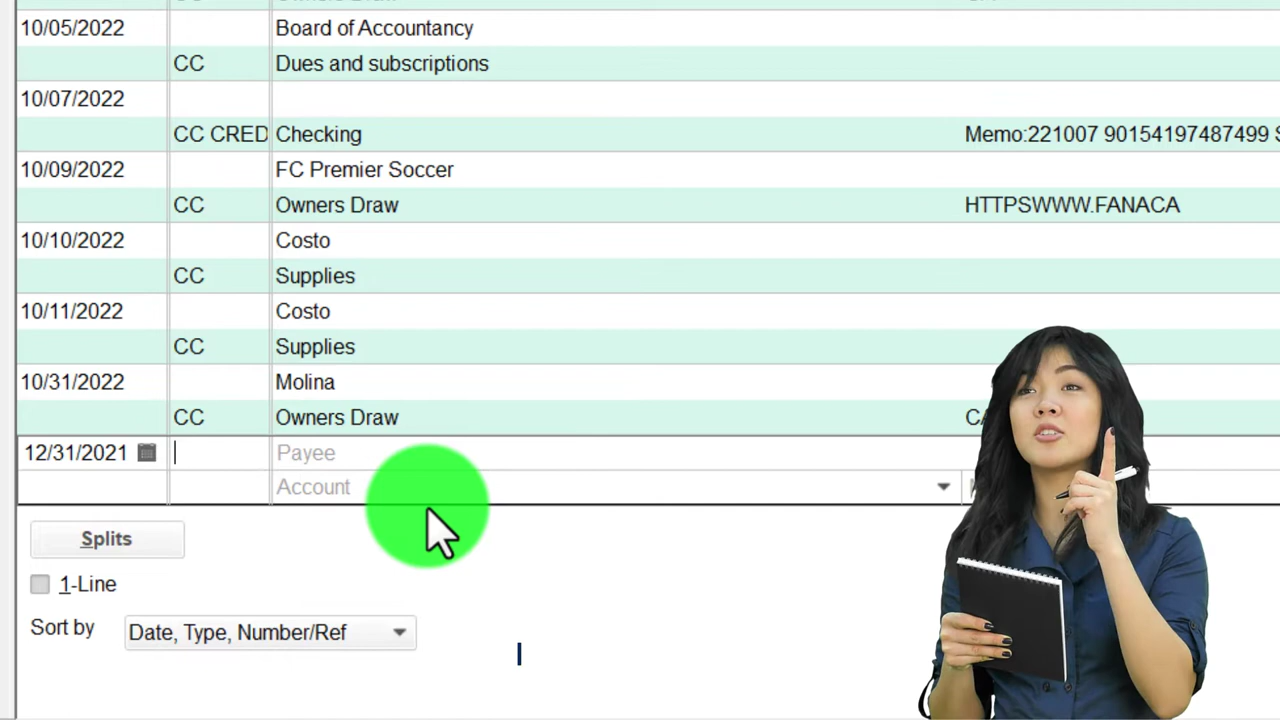 10/05/2022 Board of Accountancy
CC Dues and subscriptions
10/07/2022
CC CRED Checking Memo:221007 90154197487499
10/09/2022 FC Premier Soccer
CC Owners Draw HTTPSWWW.FANACA
10/10/2022 Costo
CC Supplies
10/11/2022 Costo
CC Supplies
10/31/2022 Molina
CC Owners Draw
12/31/2021 Payee
Account
Splits
1-Line
Sort by Date, Type, Number/Ref